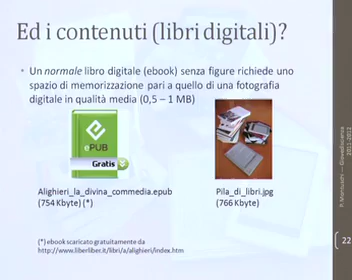 Ed i contenuti (libri digitali)?
• Un normale libro digitale (ebook) senza figure richiede uno
spazio di memorizzazione pari a quello di una fotografia
digitale in qualità media (0,5 – 1 MB)
ePUB
Gratis
Alighieri_la_divina_commedia.epub
(754 Kbyte) (*)
Pila_di_libri.jpg
(766 Kbyte)
(*) ebook scaricato gratuitamente da
http://www.liberliber.it/libri/a/alighieri/index.htm
2011-2012
22